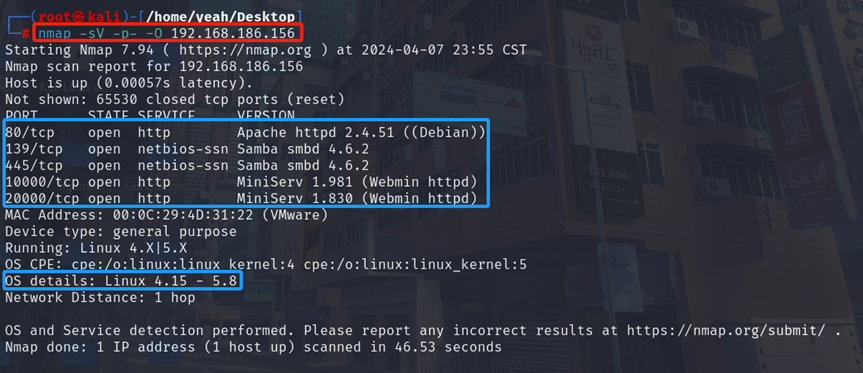 ┌──(root㉿kali)-[/home/yeah/Desktop]
└─# nmap -sV -p- -O 192.168.186.156
Starting Nmap 7.94 ( https://nmap.org ) at 2024-04-07 23:55 CST
Nmap scan report for 192.168.186.156
Host is up (0.00057s latency).
Not shown: 65530 closed tcp ports (reset)
PORT      STATE SERVICE     VERSION
80/tcp    open  http        Apache httpd 2.4.51 ((Debian))
139/tcp   open  netbios-ssn Samba smbd 4.6.2
445/tcp   open  netbios-ssn Samba smbd 4.6.2
10000/tcp open  http        MiniServ 1.981 (Webmin httpd)
20000/tcp open  http        MiniServ 1.830 (Webmin httpd)
MAC Address: 00:0C:29:4D:31:22 (VMware)
Device type: general purpose
Running: Linux 4.X|5.X
OS CPE: cpe:/o:linux:linux_kernel:4 cpe:/o:linux:linux_kernel:5
OS details: Linux 4.15 - 5.8
Network Distance: 1 hop
OS and Service detection performed. Please report any incorrect results at https://nmap.org/submit/ .
Nmap done: 1 IP address (1 host up) scanned in 46.53 seconds